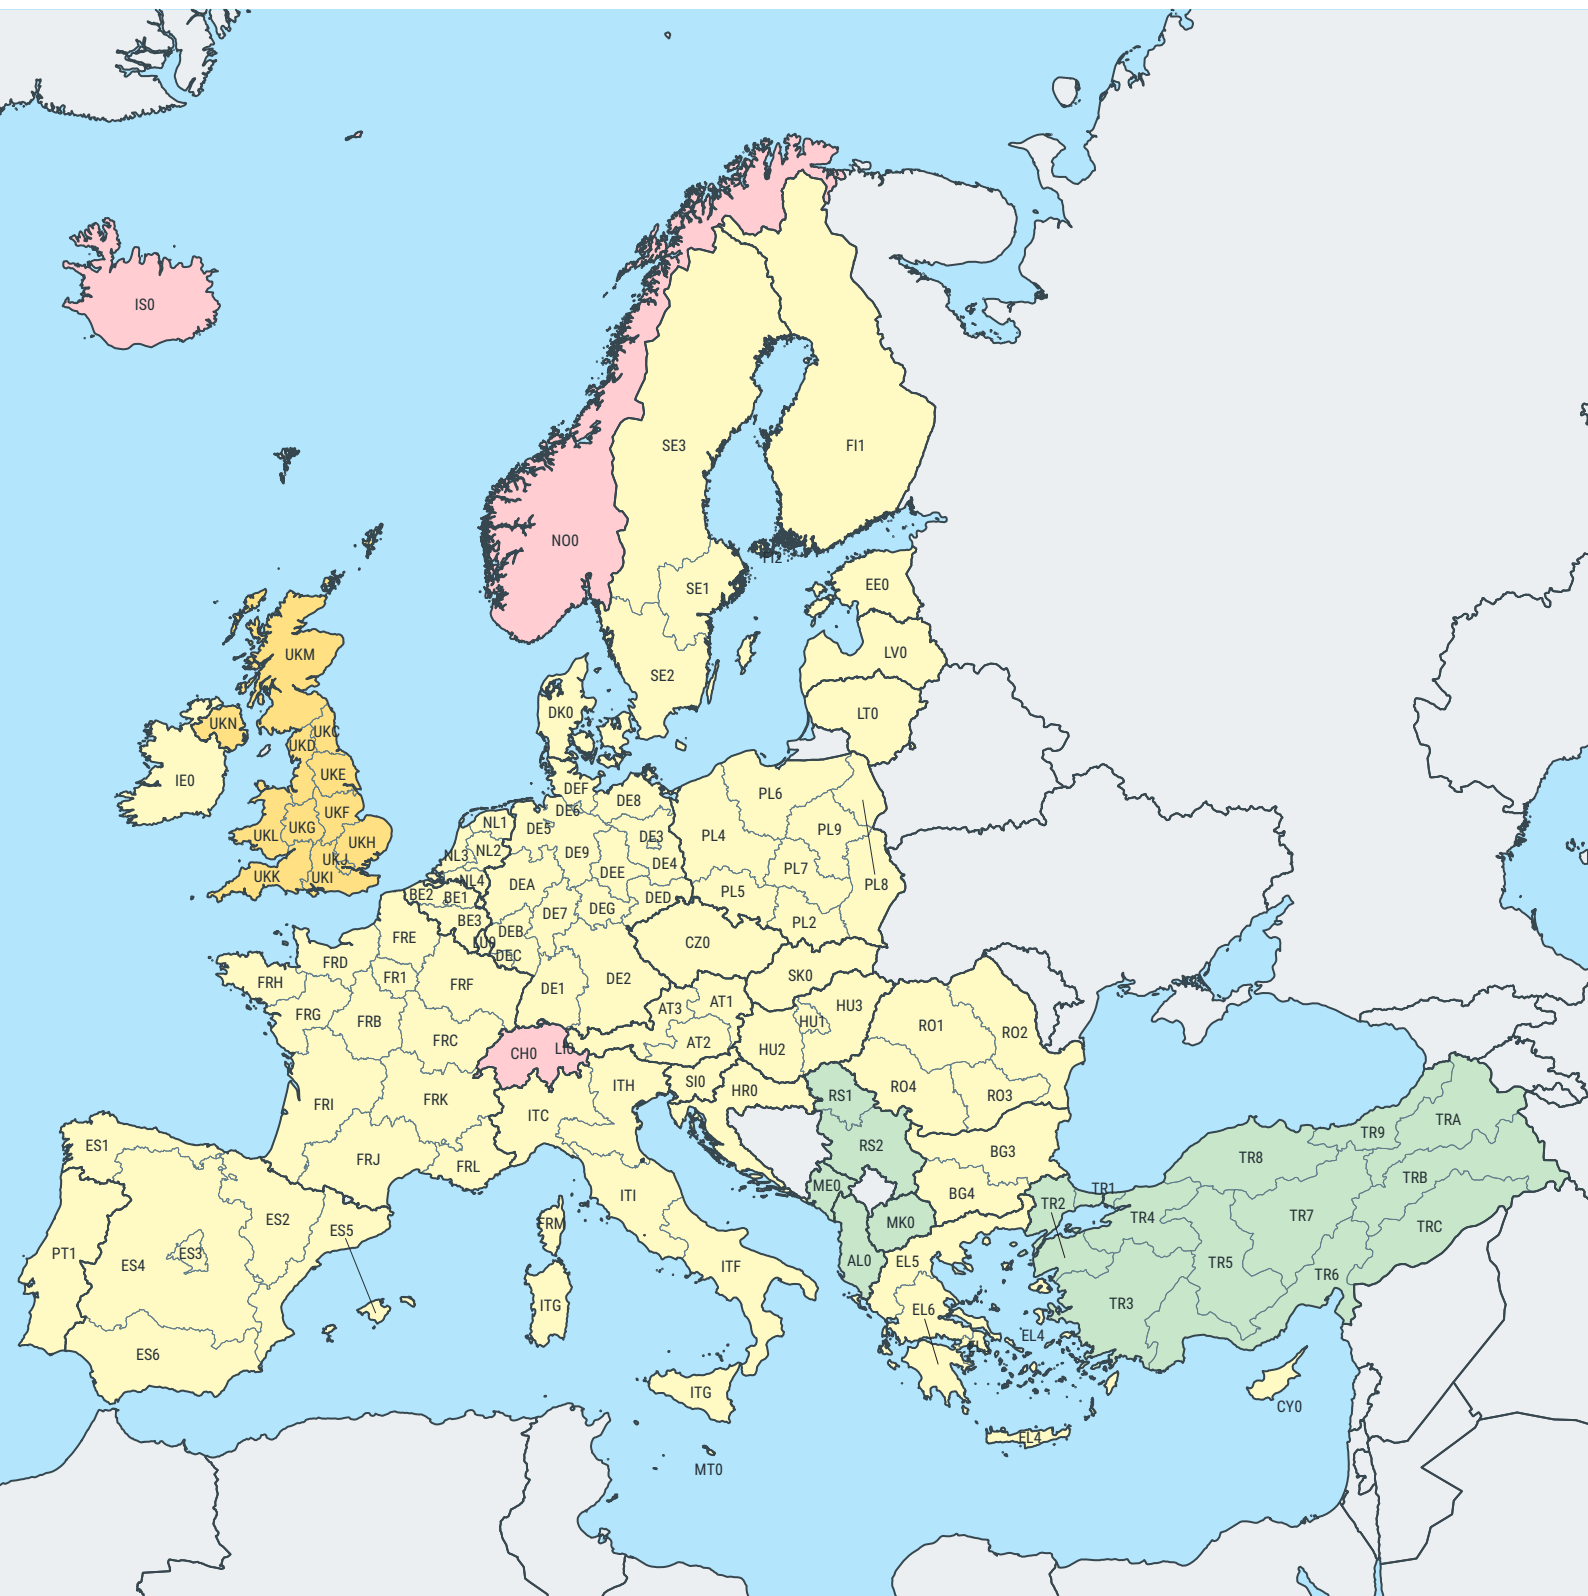 IS0
SE3
FI1
NO0
FI2
SE1
EE0
UKM
LV0
SE2
DK0
LT0
UKN
UKC
UKD
IE0
UKE
DEF
PL6
DE8
UKF
DE6
NL1
DE5
UKG
PL9
UKL
DE3
UKH
PL4
NL2
DE9
NL3
UKJ
DE4
PL7
DEE
UKK
UKI
NL4
DEA
PL8
PL5
BE2
BE1
DED
DEG
DE7
BE3
PL2
DEB
FRE
LU0
CZ0
DEC
FRD
SK0
FR1
DE2
FRH
FRF
DE1
AT1
HU3
AT3
FRG
FRB
HU1
RO1
RO2
FRC
AT2
LI0
HU2
CH0
SI0
ITH
RO4
HR0
RO3
RS1
FRK
FRI
ITC
TRA
TR9
ES1
RS2
BG3
TR8
FRJ
FRL
TRB
ME0
TR1
BG4
ITI
TR2
TR7
TR4
ES2
MK0
FRM
TRC
ES5
PT1
ES3
AL0
EL5
TR5
ES4
ITF
TR6
TR3
ITG
EL6
EL4
ES6
ITG
CY0
EL4
MT0